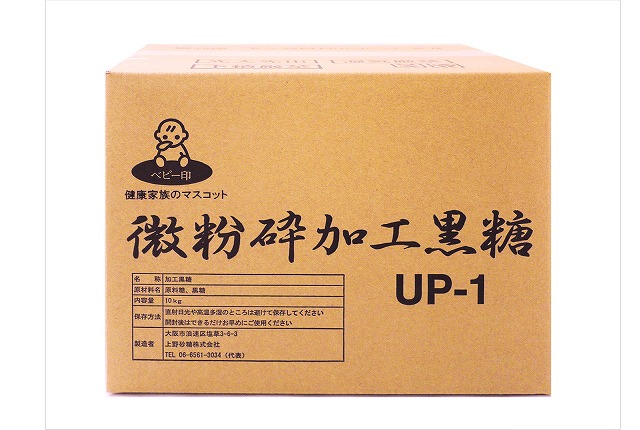 ベビー印
健康家族のマスコット
微粉砕加工黒糖
UP-1
名 称 加工黒糖
原材料名 原料糖、黒糖
内容量 10kg
保存方法 直射日光や高温多湿のところは避けて保存してください
開封後はできるだけお早めにご使用ください
製造者 大阪市浪速区塩草3-6-3
上野砂糖株式会社
TEL 06-6561-3034（代表）